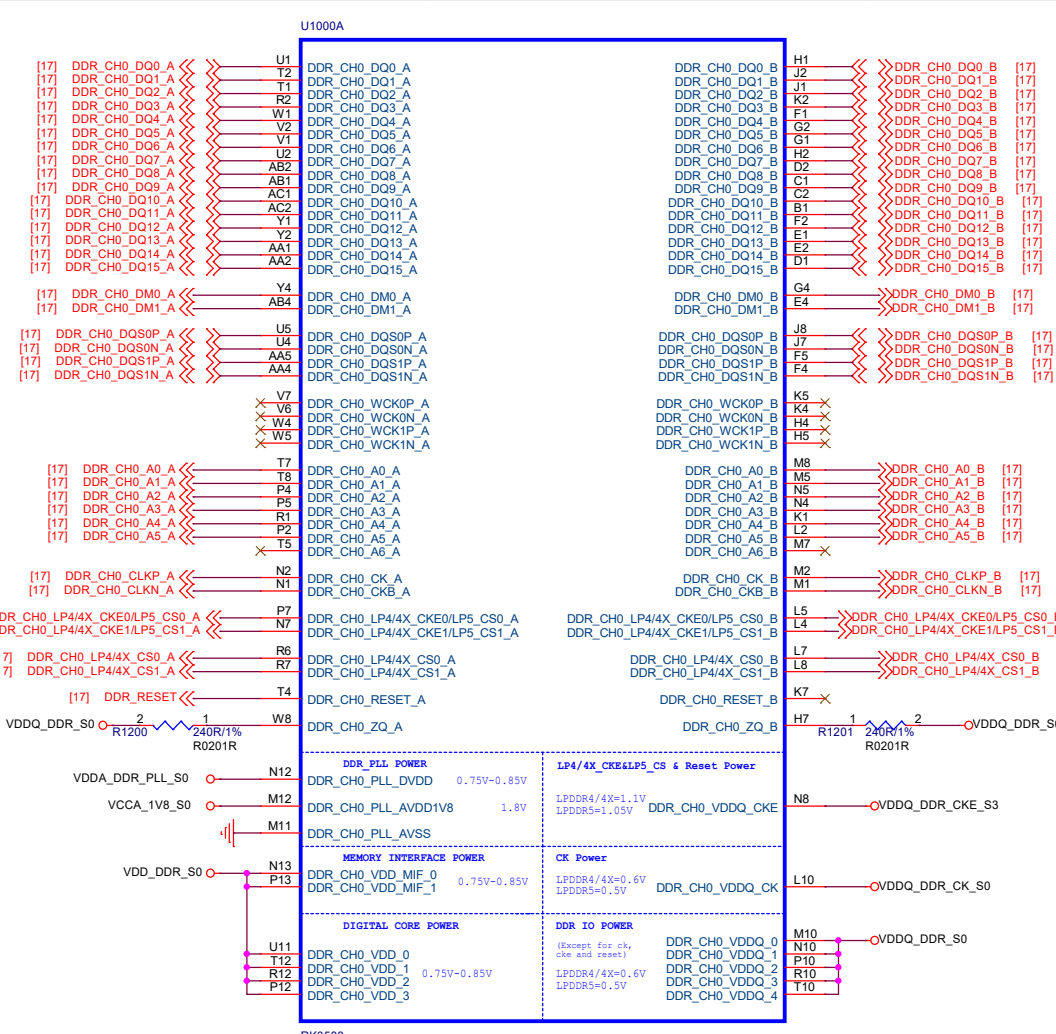 U1000A
[17] DDR_CH0_DQ0_A U1 DDR_CH0_DQ0_A DDR_CH0_DQ0_B H1 DDR_CH0_DQ0_B [17]
[17] DDR_CH0_DQ1_A T2 DDR_CH0_DQ1_A DDR_CH0_DQ1_B J2 DDR_CH0_DQ1_B [17]
[17] DDR_CH0_DQ2_A T1 DDR_CH0_DQ2_A DDR_CH0_DQ2_B J1 DDR_CH0_DQ2_B [17]
[17] DDR_CH0_DQ3_A R2 DDR_CH0_DQ3_A DDR_CH0_DQ3_B K2 DDR_CH0_DQ3_B [17]
[17] DDR_CH0_DQ4_A W1 DDR_CH0_DQ4_A DDR_CH0_DQ4_B F1 DDR_CH0_DQ4_B [17]
[17] DDR_CH0_DQ5_A V2 DDR_CH0_DQ5_A DDR_CH0_DQ5_B G2 DDR_CH0_DQ5_B [17]
[17] DDR_CH0_DQ6_A V1 DDR_CH0_DQ6_A DDR_CH0_DQ6_B G1 DDR_CH0_DQ6_B [17]
[17] DDR_CH0_DQ7_A U2 DDR_CH0_DQ7_A DDR_CH0_DQ7_B H2 DDR_CH0_DQ7_B [17]
[17] DDR_CH0_DQ8_A AB2 DDR_CH0_DQ8_A DDR_CH0_DQ8_B D2 DDR_CH0_DQ8_B [17]
[17] DDR_CH0_DQ9_A AB1 DDR_CH0_DQ9_A DDR_CH0_DQ9_B C1 DDR_CH0_DQ9_B [17]
[17] DDR_CH0_DQ10_A AC1 DDR_CH0_DQ10_A DDR_CH0_DQ10_B C2 DDR_CH0_DQ10_B [17]
[17] DDR_CH0_DQ11_A AC2 DDR_CH0_DQ11_A DDR_CH0_DQ11_B B1 DDR_CH0_DQ11_B [17]
[17] DDR_CH0_DQ12_A Y1 DDR_CH0_DQ12_A DDR_CH0_DQ12_B F2 DDR_CH0_DQ12_B [17]
[17] DDR_CH0_DQ13_A Y2 DDR_CH0_DQ13_A DDR_CH0_DQ13_B E1 DDR_CH0_DQ13_B [17]
[17] DDR_CH0_DQ14_A AA1 DDR_CH0_DQ14_A DDR_CH0_DQ14_B E2 DDR_CH0_DQ14_B [17]
[17] DDR_CH0_DQ15_A AA2 DDR_CH0_DQ15_A DDR_CH0_DQ15_B D1 DDR_CH0_DQ15_B [17]
[17] DDR_CH0_DM0_A Y4 DDR_CH0_DM0_A DDR_CH0_DM0_B G4 DDR_CH0_DM0_B [17]
[17] DDR_CH0_DM1_A AB4 DDR_CH0_DM1_A DDR_CH0_DM1_B E4 DDR_CH0_DM1_B [17]
[17] DDR_CH0_DQS0P_A U5 DDR_CH0_DQS0P_A DDR_CH0_DQS0P_B J8 DDR_CH0_DQS0P_B [17]
[17] DDR_CH0_DQS0N_A U4 DDR_CH0_DQS0N_A DDR_CH0_DQS0N_B J7 DDR_CH0_DQS0N_B [17]
[17] DDR_CH0_DQS1P_A AA5 DDR_CH0_DQS1P_A DDR_CH0_DQS1P_B F5 DDR_CH0_DQS1P_B [17]
[17] DDR_CH0_DQS1N_A AA4 DDR_CH0_DQS1N_A DDR_CH0_DQS1N_B F4 DDR_CH0_DQS1N_B [17]
V7 DDR_CH0_WCK0P_A DDR_CH0_WCK0P_B K5
V6 DDR_CH0_WCK0N_A DDR_CH0_WCK0N_B K4
W4 DDR_CH0_WCK1P_A DDR_CH0_WCK1P_B H4
W5 DDR_CH0_WCK1N_A DDR_CH0_WCK1N_B H5
[17] DDR_CH0_A0_A T7 DDR_CH0_A0_A DDR_CH0_A0_B M8 DDR_CH0_A0_B [17]
[17] DDR_CH0_A1_A T8 DDR_CH0_A1_A DDR_CH0_A1_B M5 DDR_CH0_A1_B [17]
[17] DDR_CH0_A2_A P4 DDR_CH0_A2_A DDR_CH0_A2_B N5 DDR_CH0_A2_B [17]
[17] DDR_CH0_A3_A P5 DDR_CH0_A3_A DDR_CH0_A3_B N4 DDR_CH0_A3_B [17]
[17] DDR_CH0_A4_A R1 DDR_CH0_A4_A DDR_CH0_A4_B K1 DDR_CH0_A4_B [17]
[17] DDR_CH0_A5_A P2 DDR_CH0_A5_A DDR_CH0_A5_B L2 DDR_CH0_A5_B [17]
T5 DDR_CH0_A6_A DDR_CH0_A6_B M7
[17] DDR_CH0_CLKP_A N2 DDR_CH0_CK_A DDR_CH0_CK_B M2 DDR_CH0_CLKP_B [17]
[17] DDR_CH0_CLKN_A N1 DDR_CH0_CKB_A DDR_CH0_CKB_B M1 DDR_CH0_CLKN_B [17]
DR_CH0_LP4/4X_CKE0/LP5_CS0_A P7 DDR_CH0_LP4/4X_CKE0/LP5_CS0_A DDR_CH0_LP4/4X_CKE0/LP5_CS0_B L5 DDR_CH0_LP4/4X_CKE0/LP5_CS0_
DR_CH0_LP4/4X_CKE1/LP5_CS1_A N7 DDR_CH0_LP4/4X_CKE1/LP5_CS1_A DDR_CH0_LP4/4X_CKE1/LP5_CS1_B L4 DDR_CH0_LP4/4X_CKE1/LP5_CS1_
7] DDR_CH0_LP4/4X_CS0_A R6 DDR_CH0_LP4/4X_CS0_A DDR_CH0_LP4/4X_CS0_B L7 DDR_CH0_LP4/4X_CS0_B
7] DDR_CH0_LP4/4X_CS1_A R7 DDR_CH0_LP4/4X_CS1_A DDR_CH0_LP4/4X_CS1_B L8 DDR_CH0_LP4/4X_CS1_B
[17] DDR_RESET T4 DDR_CH0_RESET_A DDR_CH0_RESET_B K7
VDDQ_DDR_S0 2 1 W8 DDR_CH0_ZQ_A DDR_CH0_ZQ_B H7 1 2 VDDQ_DDR_S0
R1200 240R/1% R1201 240R/1%
R0201R R0201R
DDR_PLL POWER LP4/4X_CKE&LP5_CS & Reset Power
VDDA_DDR_PLL_S0 N12 DDR_CH0_PLL_DVDD 0.75V-0.85V
VCCA_1V8_S0 M12 DDR_CH0_PLL_AVDD1V8 1.8V LPDDR4/4X=1.1V DDR_CH0_VDDQ_CKE N8 VDDQ_DDR_CKE_S3
LPDDR5=1.05V
M11 DDR_CH0_PLL_AVSS
MEMORY INTERFACE POWER CK Power
VDD_DDR_S0 N13 DDR_CH0_VDD_MIF_0 0.75V-0.85V
P13 DDR_CH0_VDD_MIF_1 LPDDR4/4X=0.6V DDR_CH0_VDDQ_CK L10 VDDQ_DDR_CK_S0
LPDDR5=0.5V
DIGITAL CORE POWER DDR IO POWER
M10 DDR_CH0_VDDQ_0 VDDQ_DDR_S0
U11 DDR_CH0_VDD_0 (Except for ck, DDR_CH0_VDDQ_1 N10
T12 DDR_CH0_VDD_1 cke and reset) DDR_CH0_VDDQ_2 P10
R12 DDR_CH0_VDD_2 0.75V-0.85V LPDDR4/4X=0.6V DDR_CH0_VDDQ_3 R10
P12 DDR_CH0_VDD_3 LPDDR5=0.5V DDR_CH0_VDDQ_4 T10